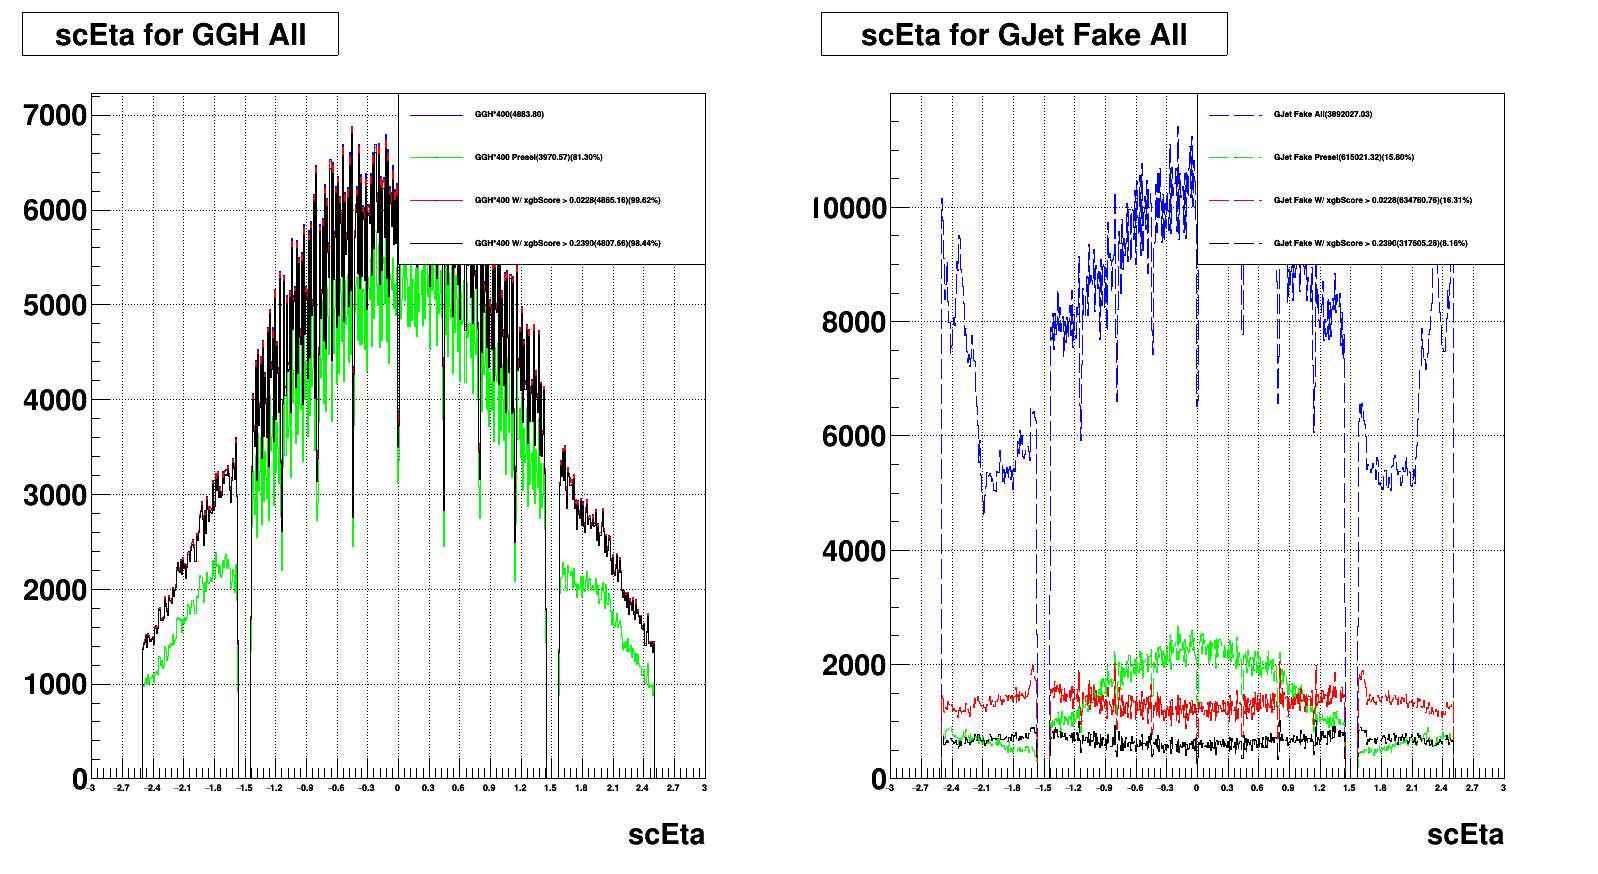 scEta for GGH All
GGH*400(4883.80)
GGH*400 Presel(3970.57)(81.30%)
GGH*400 W/ xgbScore > 0.0228(4865.16)(99.62%)
GGH*400 W/ xgbScore > 0.2390(4807.66)(98.44%)
7000
6000
5000
4000
3000
2000
1000
0
−3 −2.7 −2.4 −2.1 −1.8 −1.5 −1.2 −0.9 −0.6 −0.3 0 0.3 0.6 0.9 1.2 1.5 1.8 2.1 2.4 2.7 3
scEta
scEta for GJet Fake All
GJet Fake All(3892027.03)
GJet Fake Presel(615021.32)(15.80%)
GJet Fake W/ xgbScore > 0.0228(634760.76)(16.31%)
GJet Fake W/ xgbScore > 0.2390(317605.28)(8.16%)
10000
8000
6000
4000
2000
0
−3 −2.7 −2.4 −2.1 −1.8 −1.5 −1.2 −0.9 −0.6 −0.3 0 0.3 0.6 0.9 1.2 1.5 1.8 2.1 2.4 2.7 3
scEta